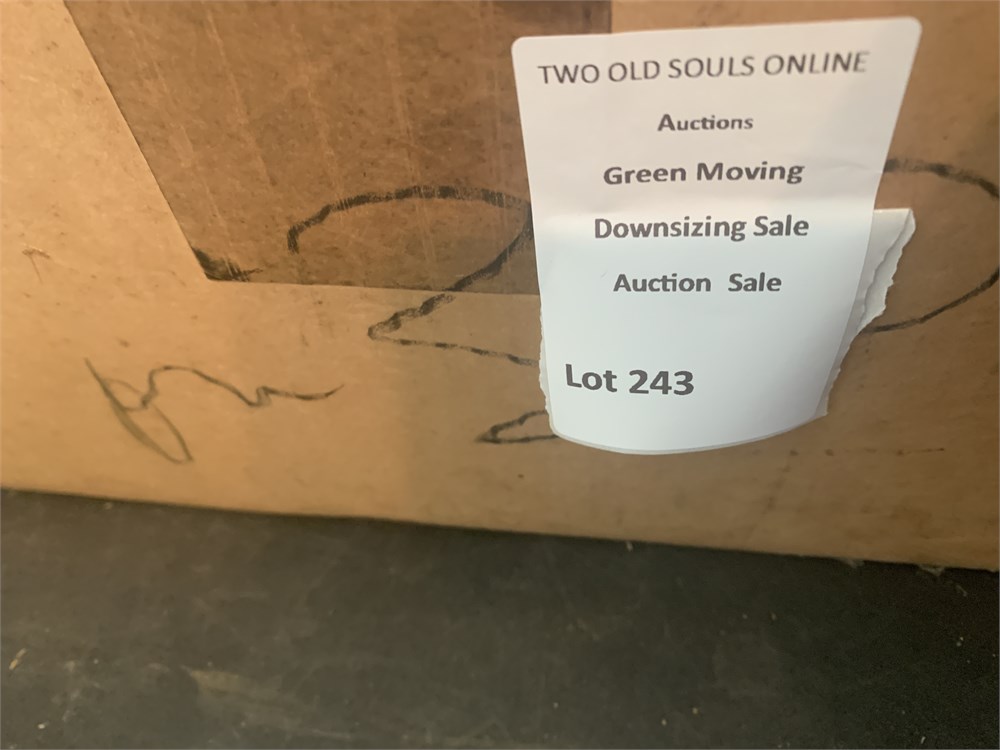 TWO OLD SOULS ONLINE
Auctions
Green Moving
Downsizing Sale
Auction Sale
Lot 243